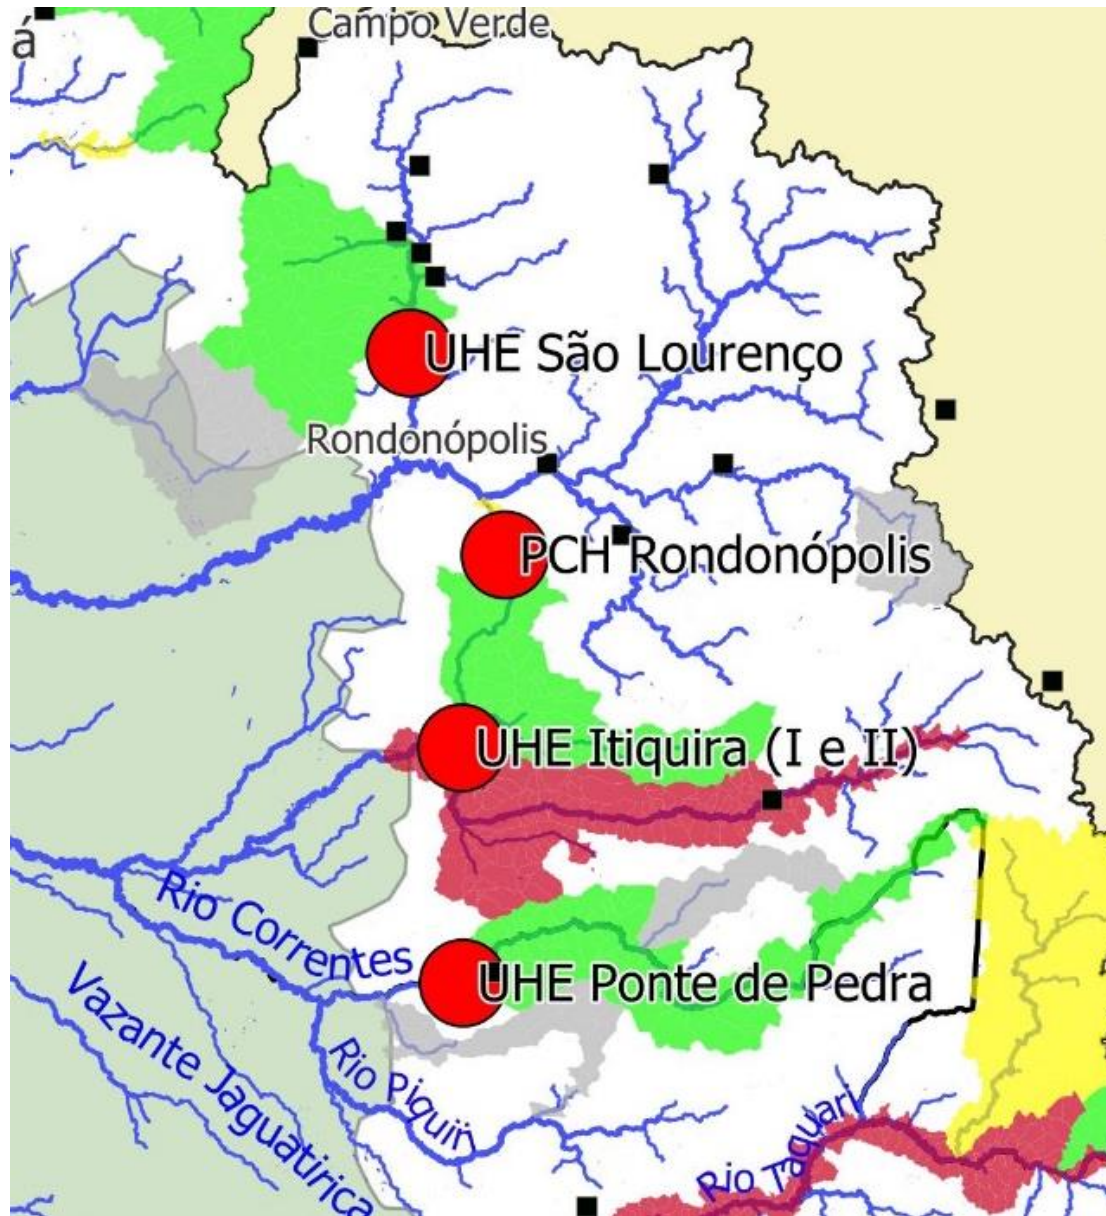 á
Campo Verde
UHE São Lourenço
Rondonópolis
PCH Rondonópolis
UHE Itiquira (I e II)
Rio Correntes
UHE Ponte de Pedra
Vazante Jaguatirica
Rio Piquiri
Rio Taquari